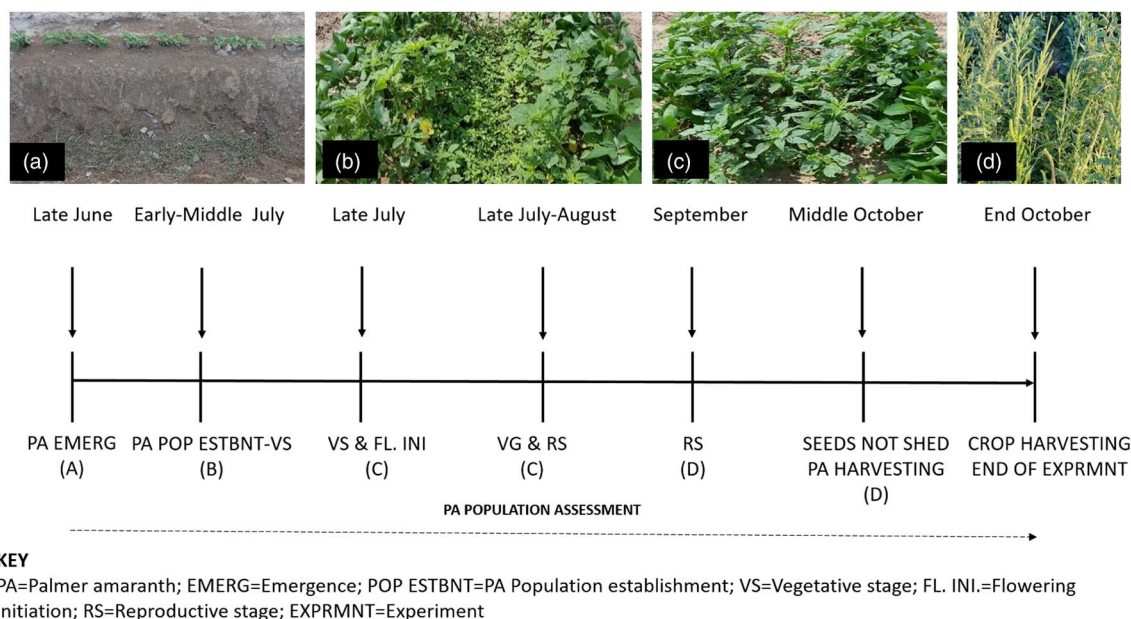 (a) (b) (c) (d)
Late June Early-Middle July Late July Late July-August September Middle October End October
PA EMERG PA POP ESTBNT-VS VS & FL. INI VG & RS RS SEEDS NOT SHED CROP HARVESTING
(A) (B) (C) (C) (D) PA HARVESTING END OF EXPRMNT
(D)
PA POPULATION ASSESSMENT
KEY
PA=Palmer amaranth; EMERG=Emergence; POP ESTBNT=PA Population establishment; VS=Vegetative stage; FL. INI.=Flowering
initiation; RS=Reproductive stage; EXPRMNT=Experiment